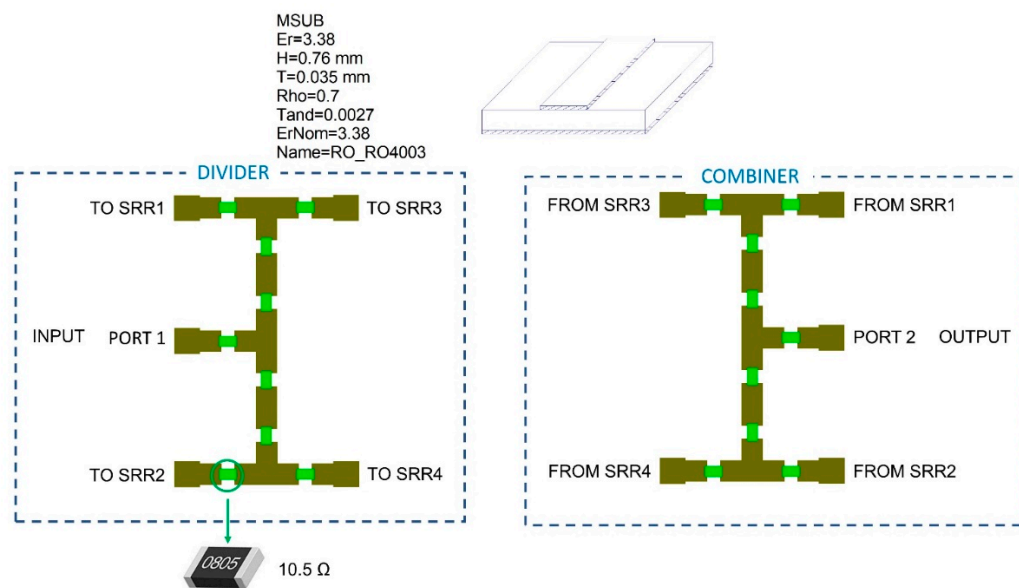 MSUB
Er=3.38
H=0.76 mm
T=0.035 mm
Rho=0.7
Tand=0.0027
ErNom=3.38
Name=RO_RO4003
DIVIDER
TO SRR1
TO SRR3
INPUT
PORT 1
TO SRR2
TO SRR4
0805
10.5 Ω
COMBINER
FROM SRR3
FROM SRR1
PORT 2
OUTPUT
FROM SRR4
FROM SRR2